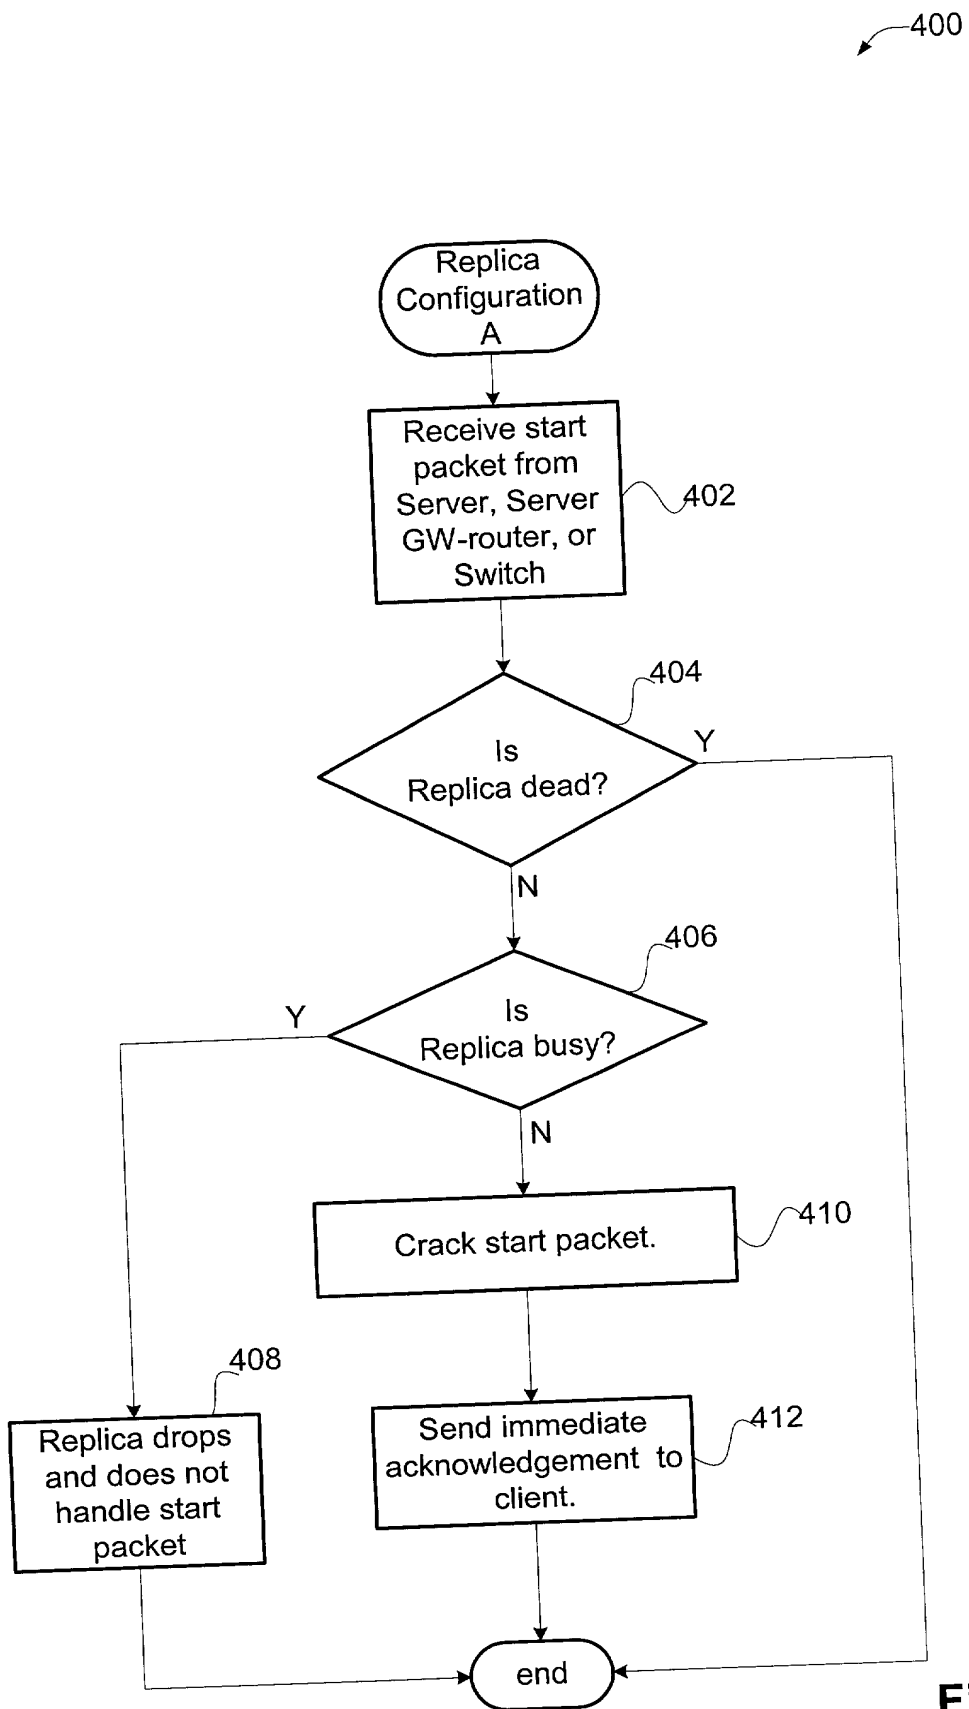 400
Replica
Configuration
A
Receive start
packet from
Server, Server
GW-router, or
Switch
402
404
Is
Replica dead?
Y
N
406
Is
Replica busy?
Y
N
Crack start packet.
410
408
Replica drops
and does not
handle start
packet
Send immediate
acknowledgement to
client.
412
end